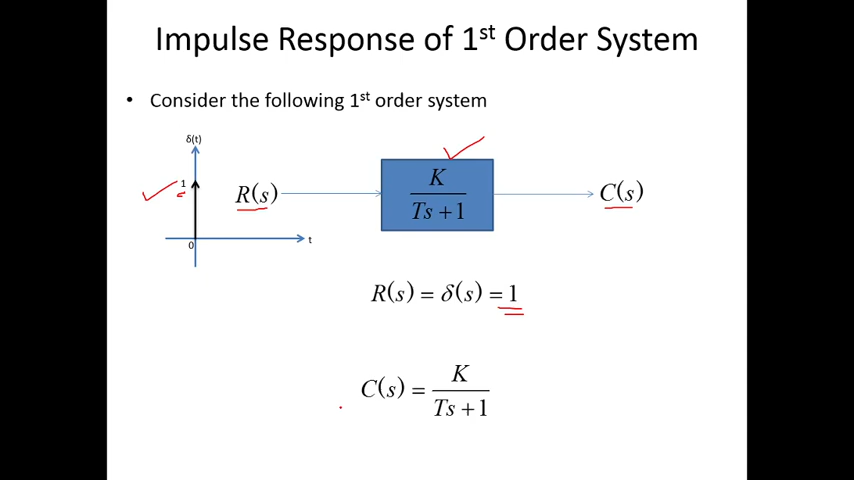 Impulse Response of 1st Order System
• Consider the following 1st order system
δ(t)
1
0
t
R(s)
K
Ts + 1
C(s)
R(s) = δ(s) = 1
C(s) = K / Ts + 1